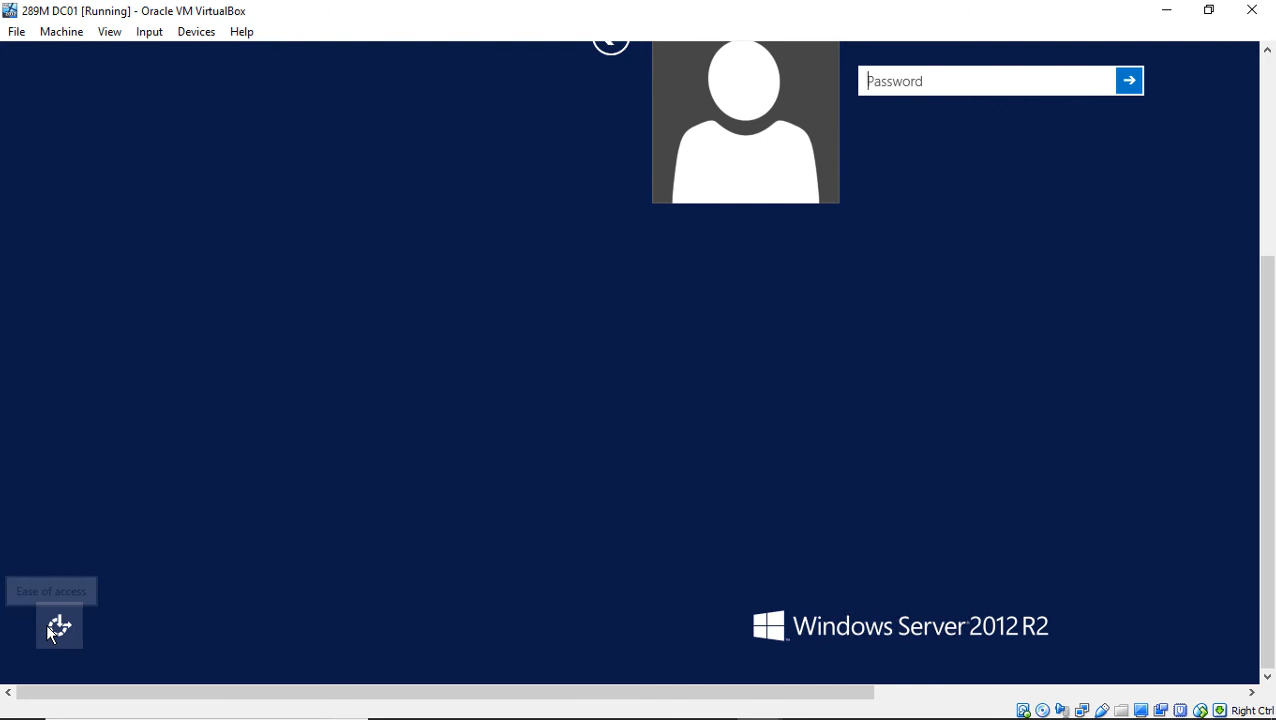 289M DC01 [Running] - Oracle VM VirtualBox
File Machine View Input Devices Help
Password
Ease of access
Windows Server 2012 R2
Right Ctrl